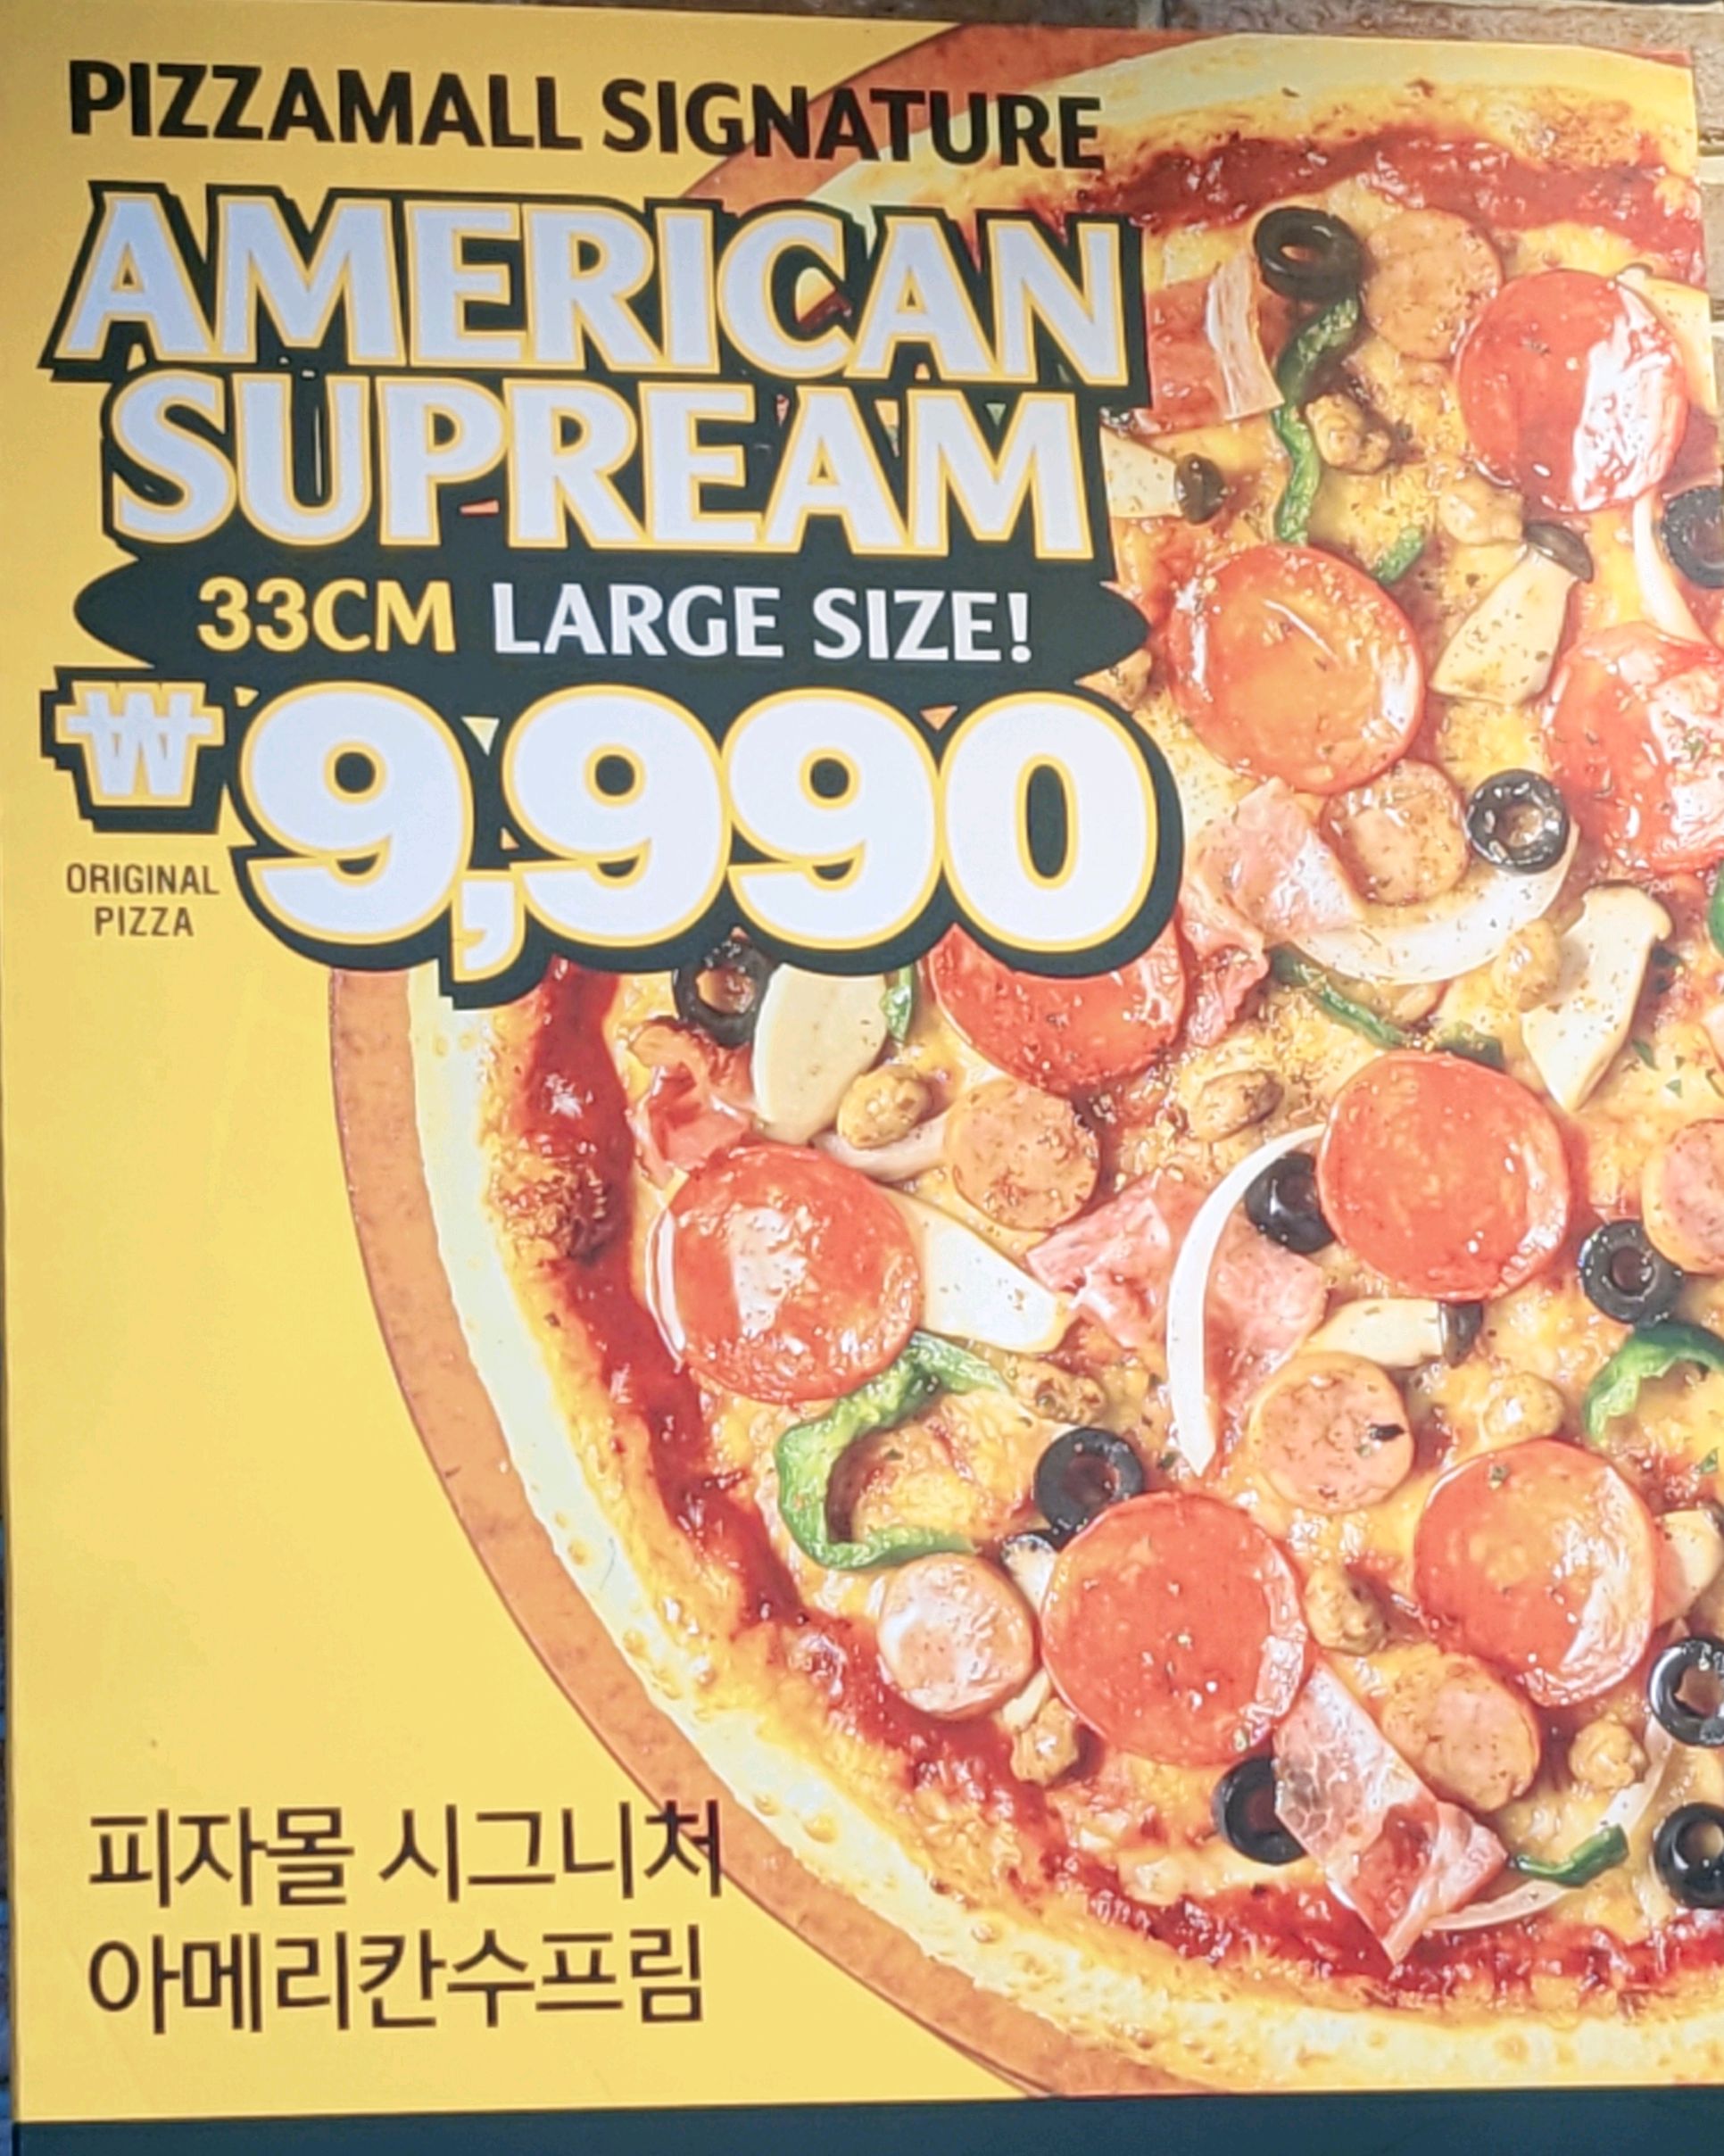 PIZZAMALL SIGNATURE
AMERICAN
SUPREAM
33CM LARGE SIZE!
₩9,990
ORIGINAL
PIZZA
피자몰 시그니처
아메리칸수프림